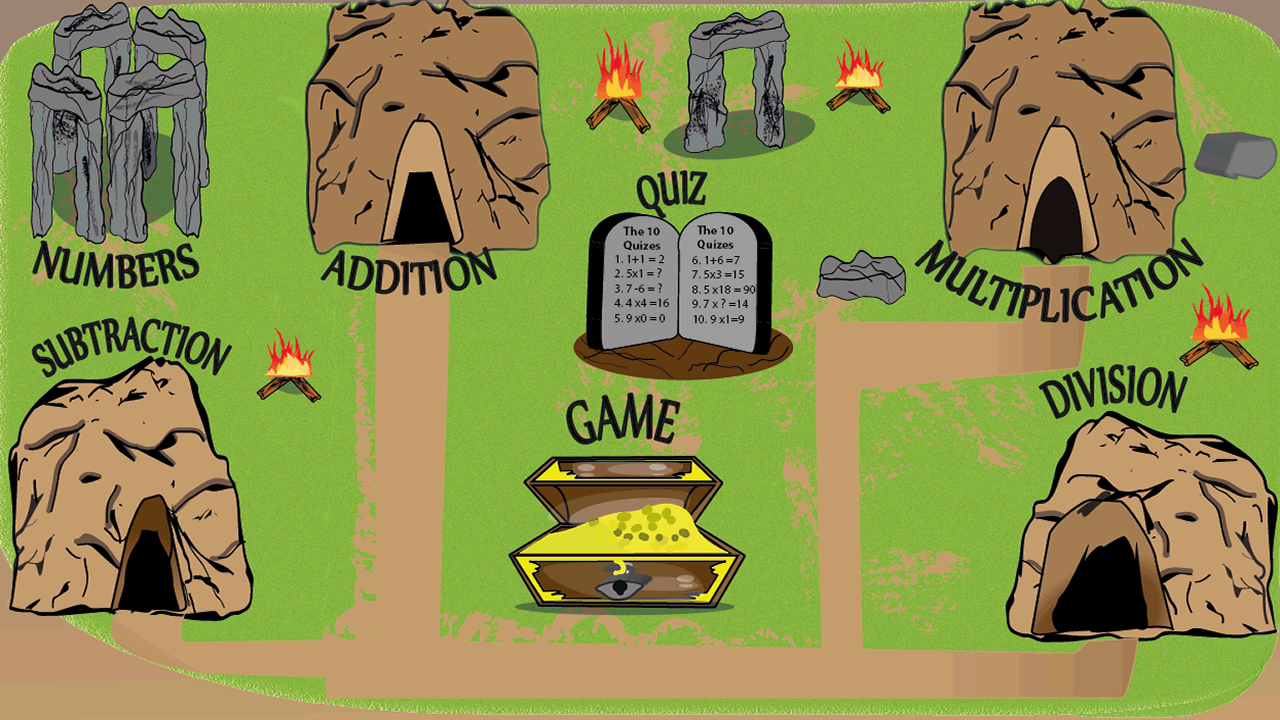 NUMBERS
ADDITION
QUIZ
MULTIPLICATION
The 10
Quizes
1. 1+1 = 2
2. 5x1 = ?
3. 7-6 = ?
4. 4 x4 =16
5. 9 x0 = 0
The 10
Quizes
6. 1+6 =7
7. 5x3 =15
8. 5 x18 = 90
9. 7 x ? =14
10. 9 x1=9
SUBTRACTION
GAME
DIVISION